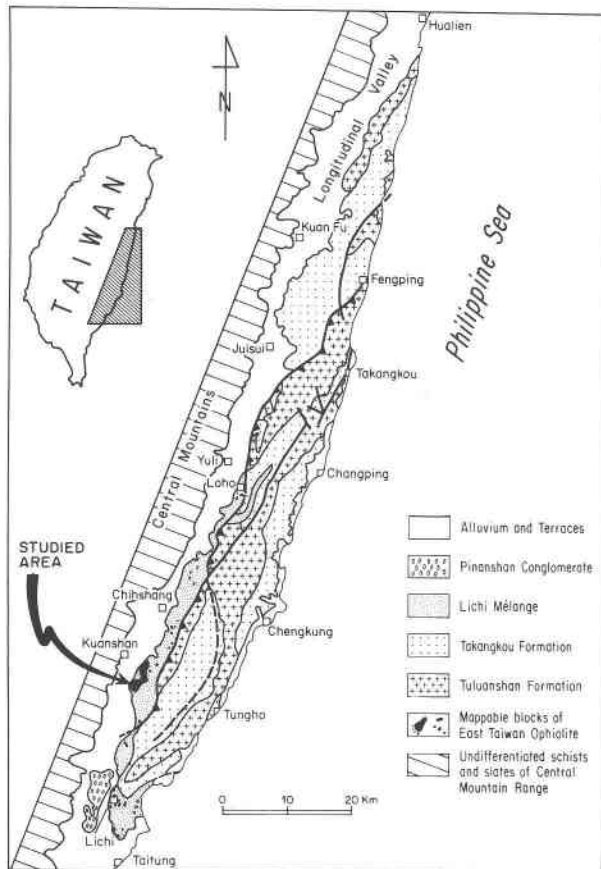 Hualien
N
Longitudinal Valley
TAIWAN
Kuan Fu
Philippine Sea
Fengping
Juisui
Takangkou
Central Mountains
Yuli
Loho
Changping
STUDIED
AREA
Chihshang
Kuanshan
Chengkung
Tungho
Lichi
Taitung
0 10 20 Km
Alluvium and Terraces
Pinanshan Conglomerate
Lichi Mélange
Takangkou Formation
Tuluanshan Formation
Mappable blocks of
East Taiwan Ophiolite
Undifferentiated schists
and slates of Central
Mountain Range